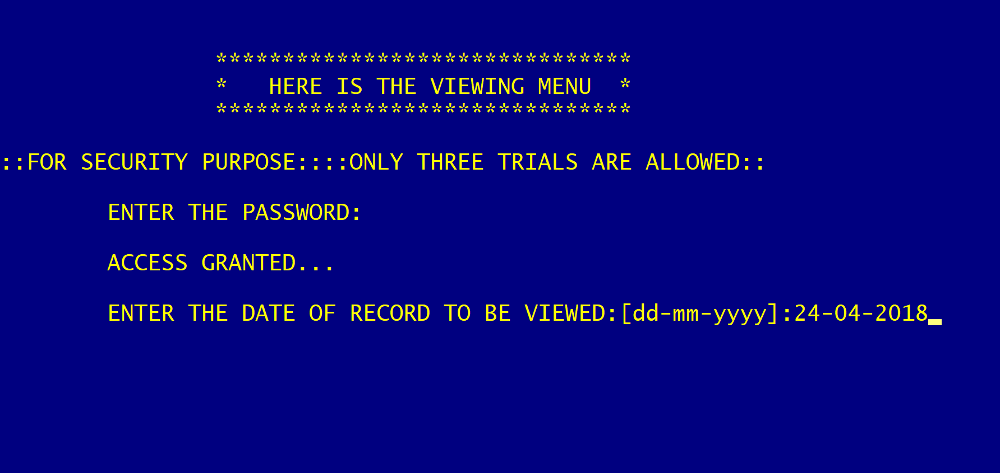 *******************************
*   HERE IS THE VIEWING MENU  *
*******************************
::FOR SECURITY PURPOSE::::ONLY THREE TRIALS ARE ALLOWED::
ENTER THE PASSWORD:
ACCESS GRANTED...
ENTER THE DATE OF RECORD TO BE VIEWED:[dd-mm-yyyy]:24-04-2018_